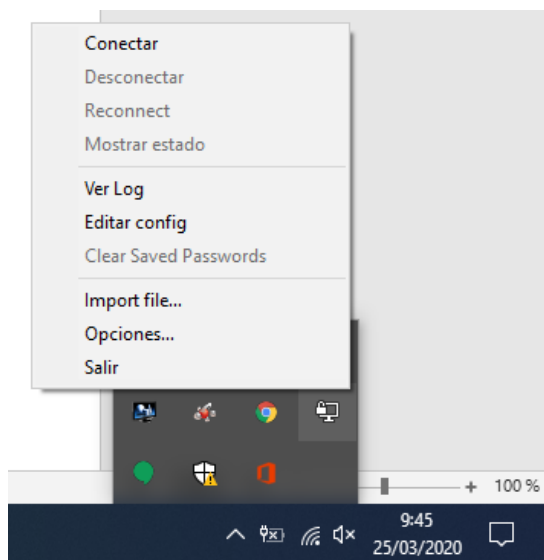 Conectar
Desconectar
Reconnect
Mostrar estado
Ver Log
Editar config
Clear Saved Passwords
Import file...
Opciones...
Salir
100 %
9:45
25/03/2020